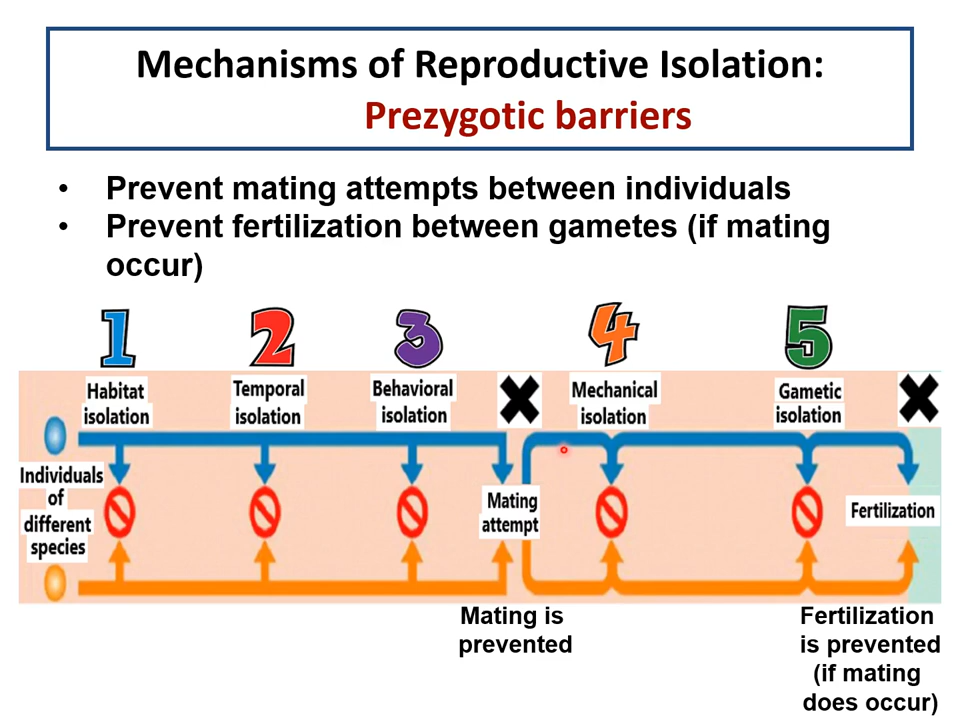 Mechanisms of Reproductive Isolation:
Prezygotic barriers
• Prevent mating attempts between individuals
• Prevent fertilization between gametes (if mating
occur)
1 2 3 4 5
Habitat
isolation
Temporal
isolation
Behavioral
isolation
Mechanical
isolation
Gametic
isolation
Individuals
of
different
species
Mating
attempt
Fertilization
Mating is
prevented
Fertilization
is prevented
(if mating
does occur)